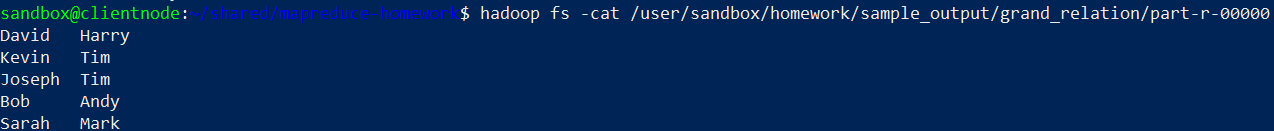 sandbox@clientnode:~/shared/mapreduce-homework$ hadoop fs -cat /user/sandbox/homework/sample_output/grand_relation/part-r-00000
David Harry
Kevin Tim
Joseph Tim
Bob Andy
Sarah Mark